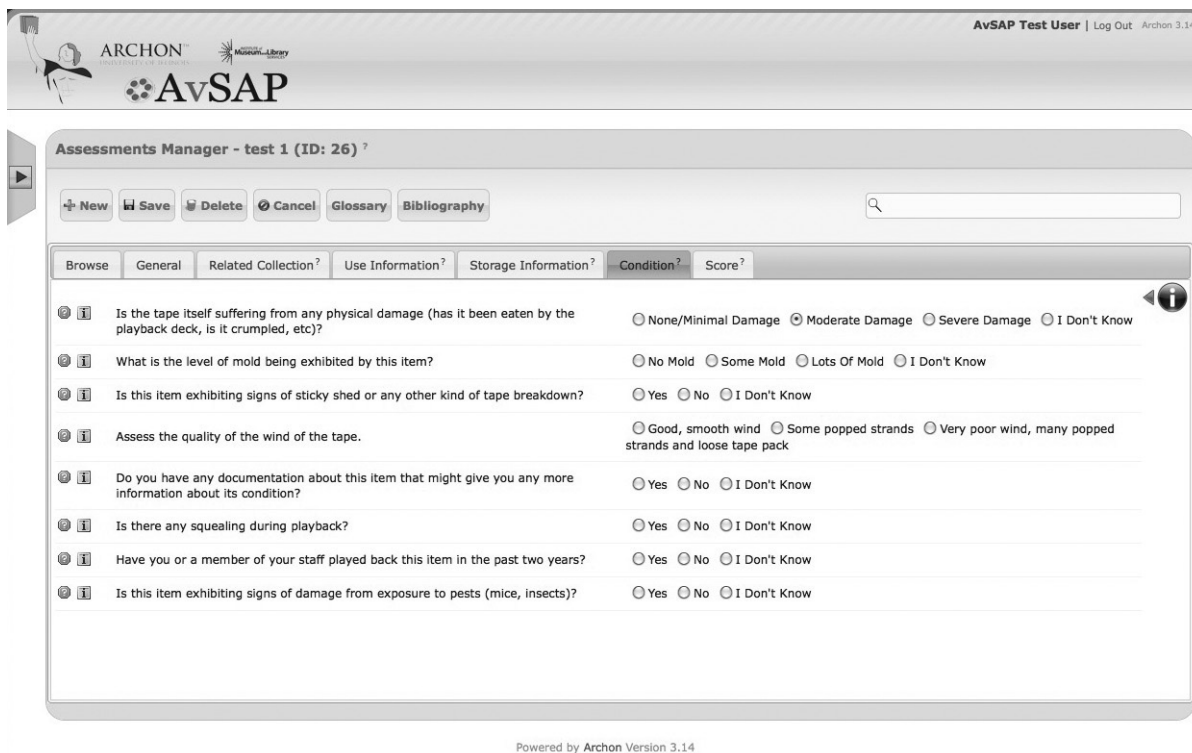 AvSAP Test User | Log Out Archon 3.14
ARCHON™
UNIVERSITY OF ILLINOIS
Museum and Library
SERVICES
AvSAP
Assessments Manager - test 1 (ID: 26) ?
New Save Delete Cancel Glossary Bibliography
Browse General Related Collection? Use Information? Storage Information? Condition? Score?
Is the tape itself suffering from any physical damage (has it been eaten by the
playback deck, is it crumpled, etc)?
None/Minimal Damage Moderate Damage Severe Damage I Don't Know
What is the level of mold being exhibited by this item? No Mold Some Mold Lots Of Mold I Don't Know
Is this item exhibiting signs of sticky shed or any other kind of tape breakdown? Yes No I Don't Know
Assess the quality of the wind of the tape. Good, smooth wind Some popped strands Very poor wind, many popped
strands and loose tape pack
Do you have any documentation about this item that might give you any more
information about its condition?
Yes No I Don't Know
Is there any squealing during playback? Yes No I Don't Know
Have you or a member of your staff played back this item in the past two years? Yes No I Don't Know
Is this item exhibiting signs of damage from exposure to pests (mice, insects)? Yes No I Don't Know
Powered by Archon Version 3.14